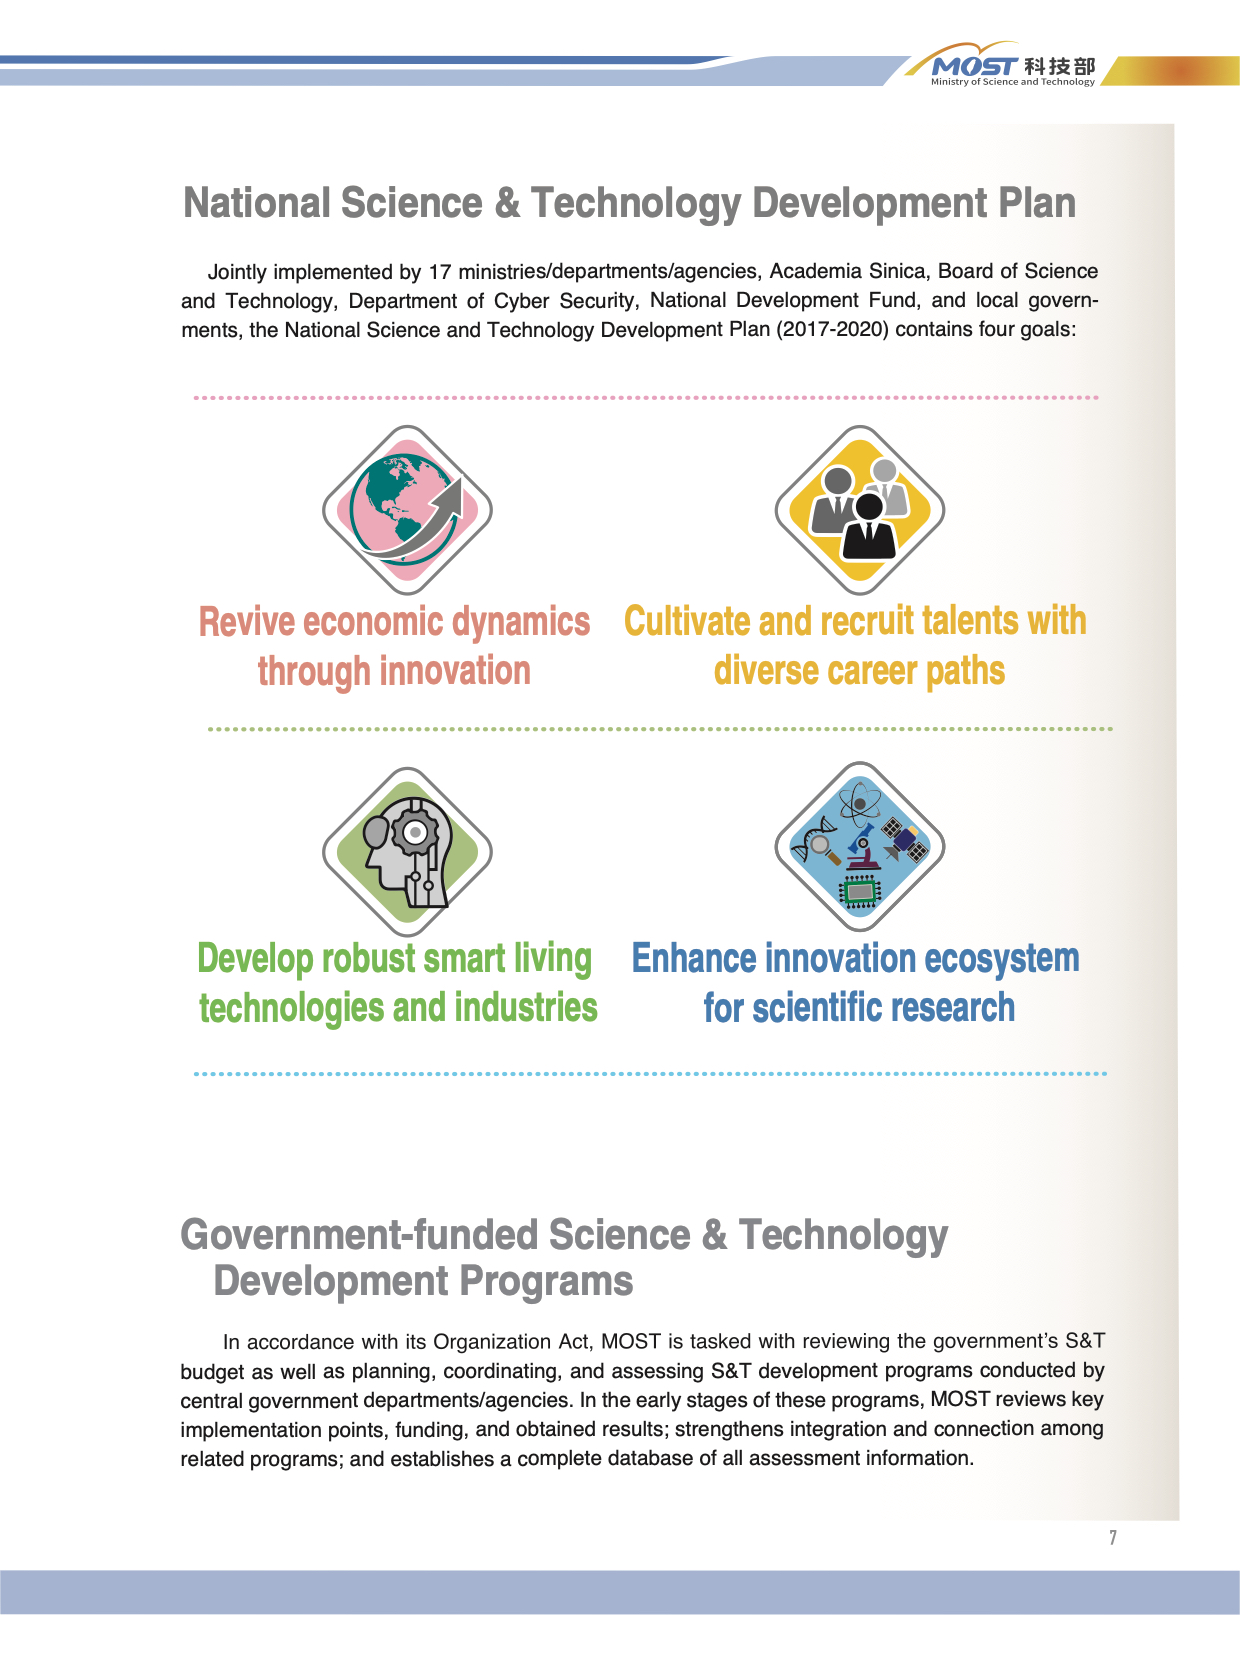 MOST 科技部
Ministry of Science and Technology
National Science & Technology Development Plan
Jointly implemented by 17 ministries/departments/agencies, Academia Sinica, Board of Science
and Technology, Department of Cyber Security, National Development Fund, and local govern-
ments, the National Science and Technology Development Plan (2017-2020) contains four goals:
Revive economic dynamics
through innovation
Cultivate and recruit talents with
diverse career paths
Develop robust smart living
technologies and industries
Enhance innovation ecosystem
for scientific research
Government-funded Science & Technology
Development Programs
In accordance with its Organization Act, MOST is tasked with reviewing the government's S&T
budget as well as planning, coordinating, and assessing S&T development programs conducted by
central government departments/agencies. In the early stages of these programs, MOST reviews key
implementation points, funding, and obtained results; strengthens integration and connection among
related programs; and establishes a complete database of all assessment information.
7